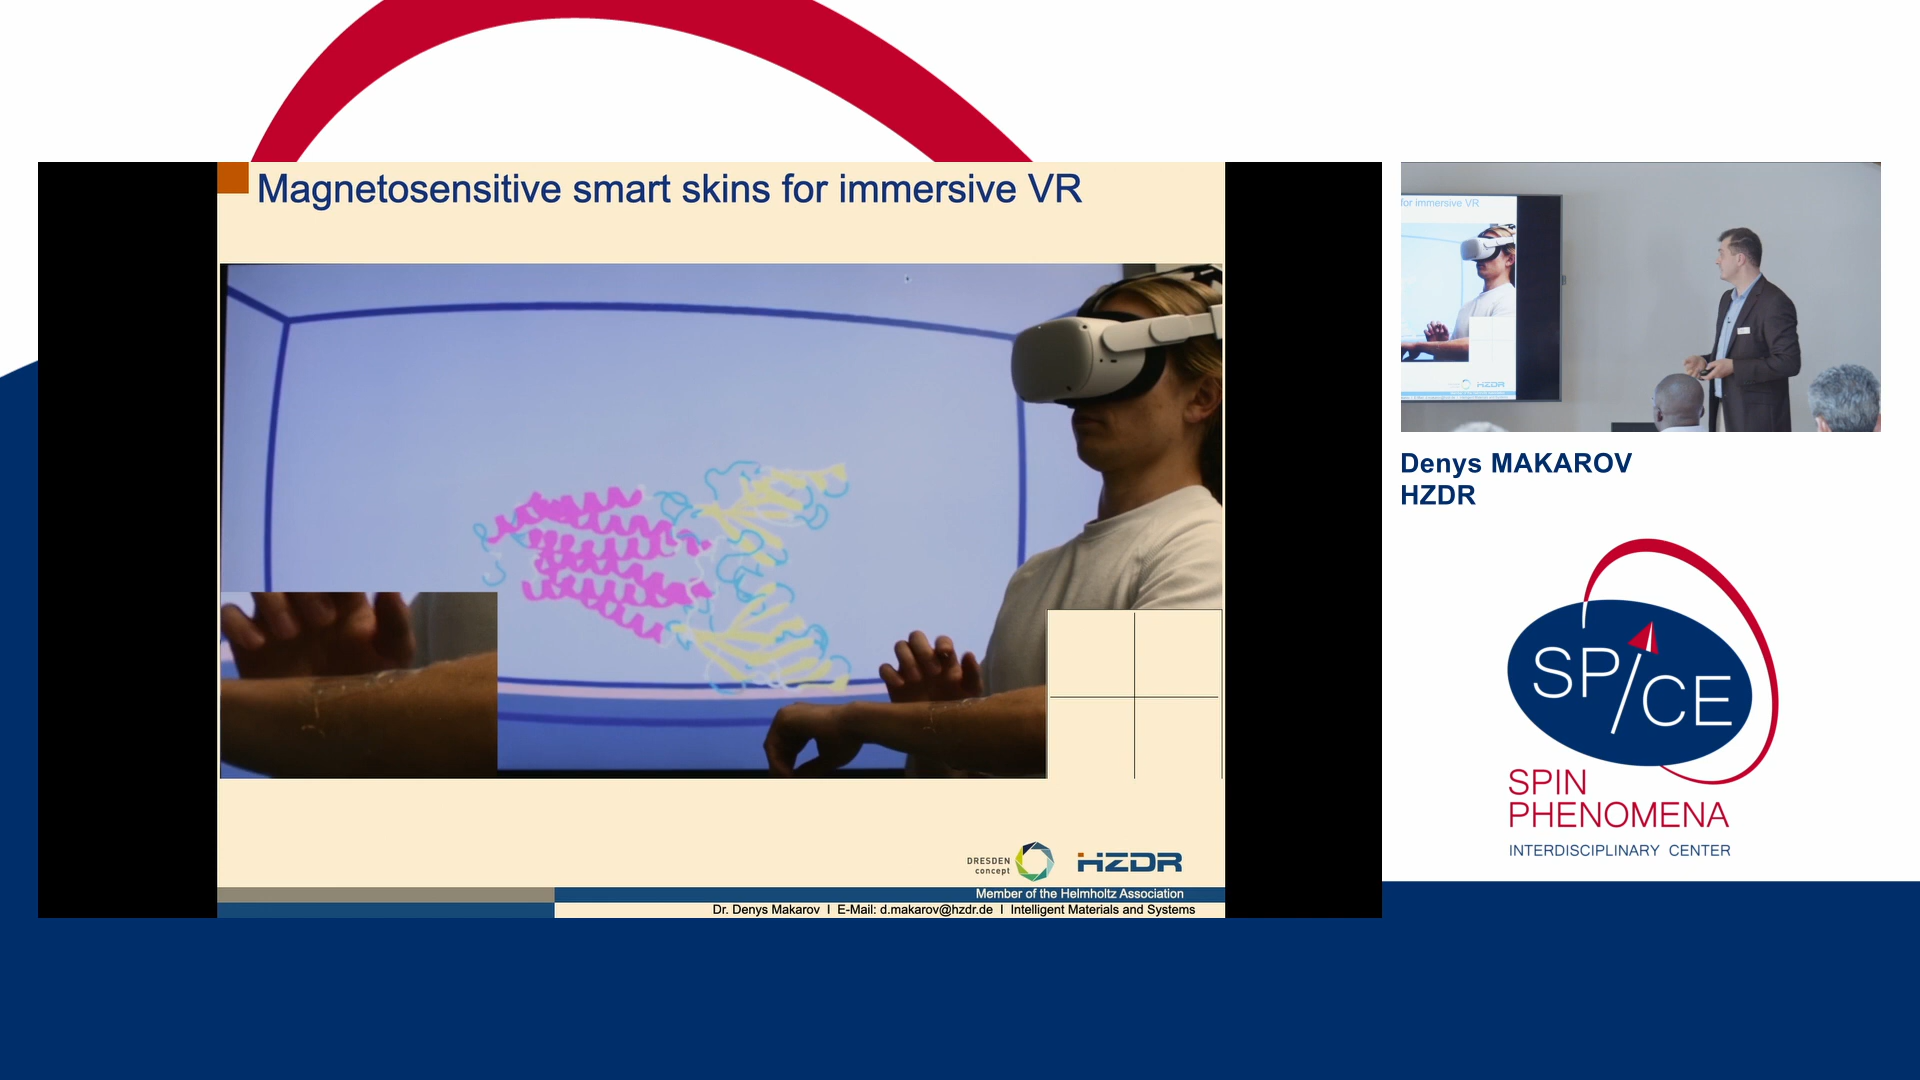 Magnetosensitive smart skins for immersive VR
DRESDEN
concept
HZDR
Member of the Helmholtz Association
Dr. Denys Makarov I E-Mail: d.makarov@hzdr.de I Intelligent Materials and Systems
for immersive VR
HZDR
Denys MAKAROV
HZDR
SP/CE
SPIN
PHENOMENA
INTERDISCIPLINARY CENTER